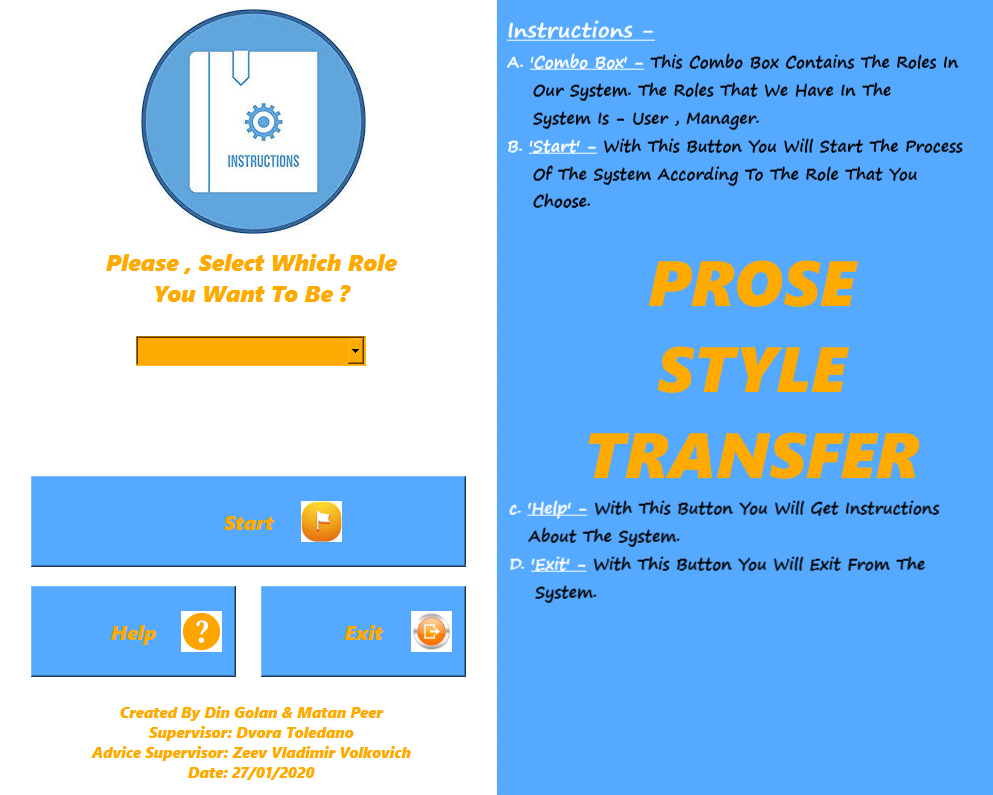 INSTRUCTIONS
Please , Select Which Role
You Want To Be ?
Start
Help
?
Exit
Created By Din Golan & Matan Peer
Supervisor: Dvora Toledano
Advice Supervisor: Zeev Vladimir Volkovich
Date: 27/01/2020
Instructions -
A. 'Combo Box' - This Combo Box Contains The Roles In
Our System. The Roles That We Have In The
System Is - User , Manager.
B. 'Start' - With This Button You Will Start The Process
Of The System According To The Role That You
Choose.
PROSE
STYLE
TRANSFER
C. 'Help' - With This Button You Will Get Instructions
About The System.
D. 'Exit' - With This Button You Will Exit From The
System.